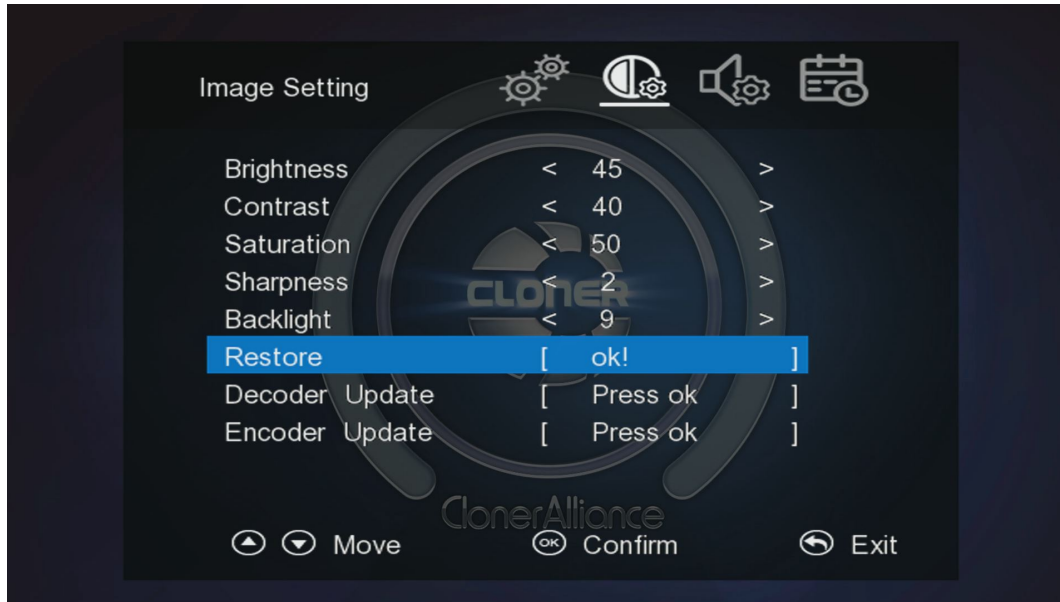 Image Setting
Brightness < 45 >
Contrast < 40 >
Saturation < 50 >
Sharpness < 2 >
Backlight < 9 >
Restore [ ok! ]
Decoder Update [ Press ok ]
Encoder Update [ Press ok ]
CLONER
ClonerAlliance
Move OK Confirm Exit